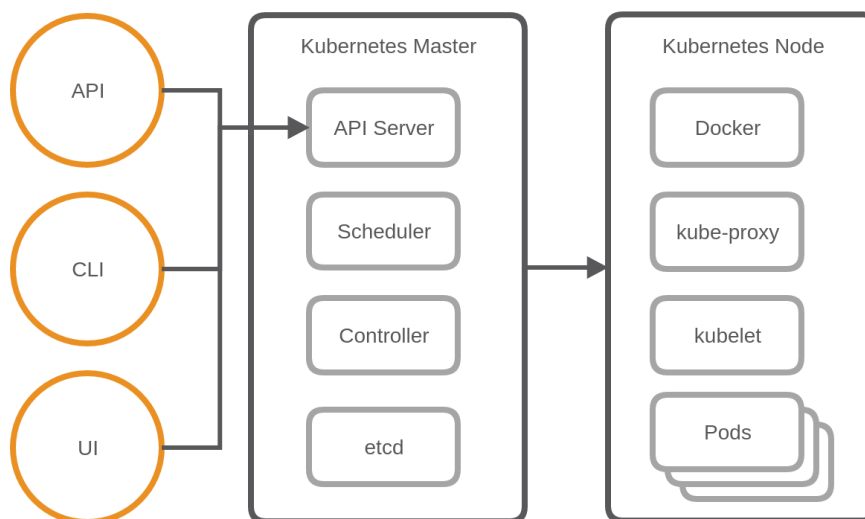 API
CLI
UI
Kubernetes Master
API Server
Scheduler
Controller
etcd
Kubernetes Node
Docker
kube-proxy
kubelet
Pods